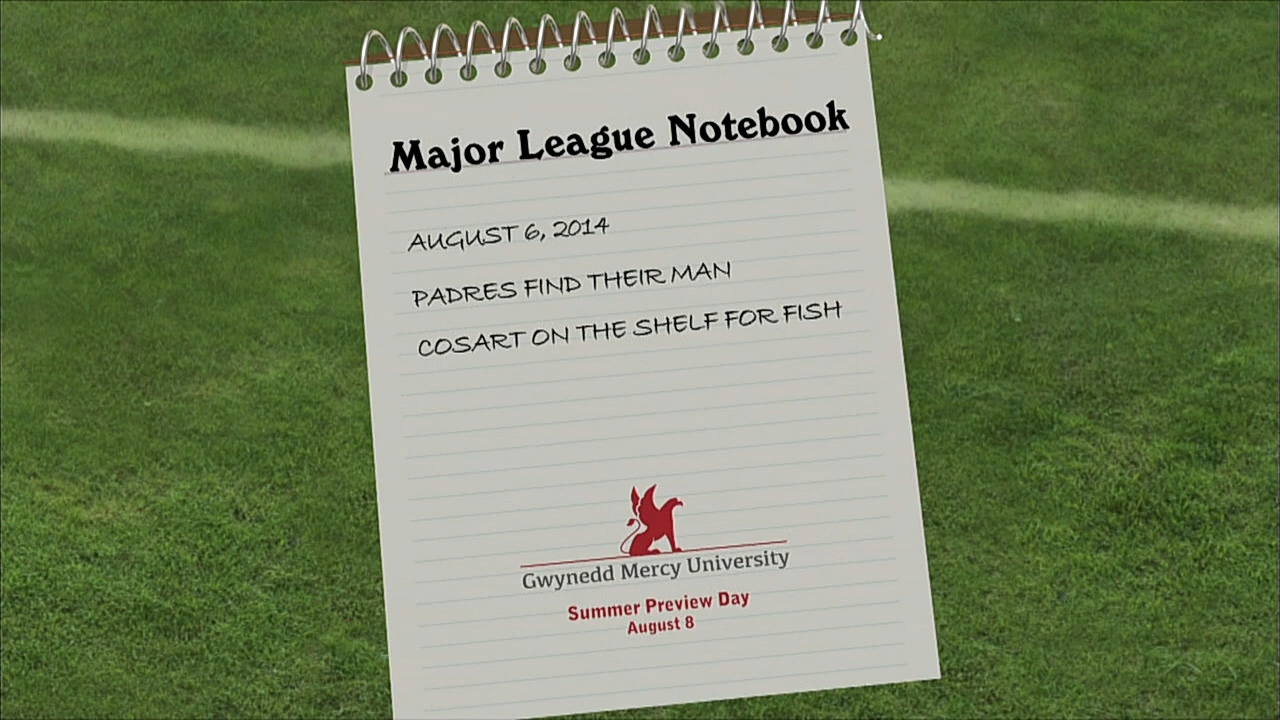 Major League Notebook
AUGUST 6, 2014
PADRES FIND THEIR MAN
COSART ON THE SHELF FOR FISH
Gwynedd Mercy University
Summer Preview Day
August 8